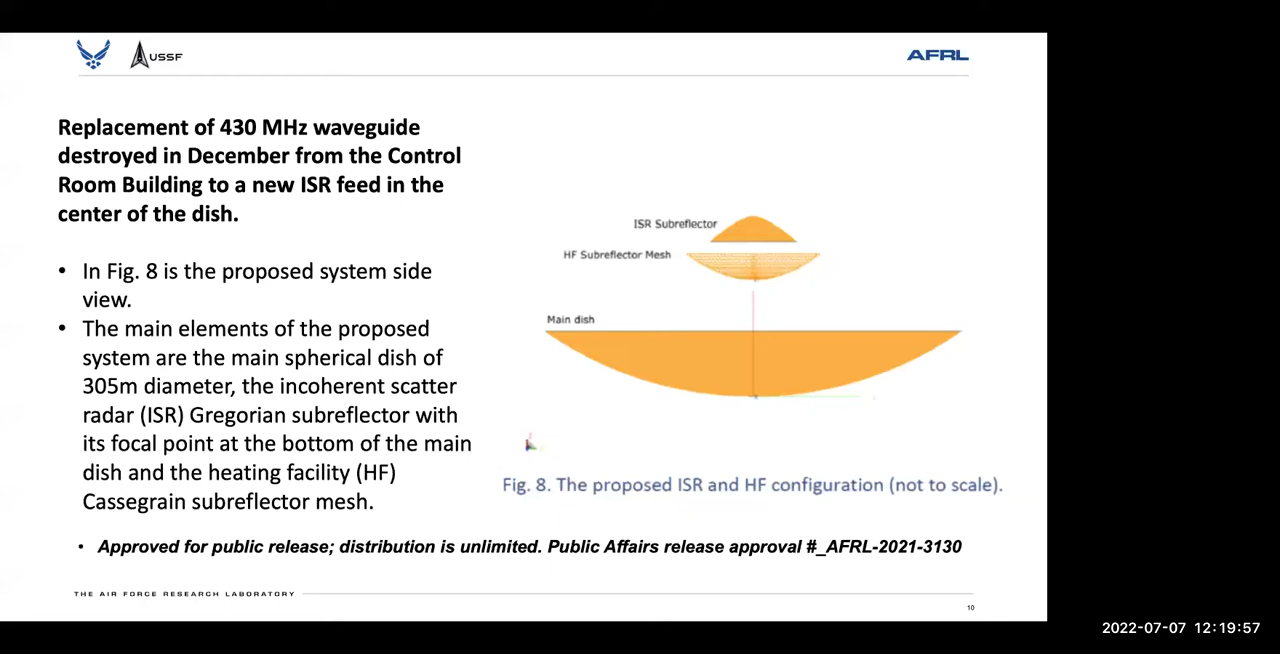 USSF
AFRL
Replacement of 430 MHz waveguide
destroyed in December from the Control
Room Building to a new ISR feed in the
center of the dish.
• In Fig. 8 is the proposed system side
view.
• The main elements of the proposed
system are the main spherical dish of
305m diameter, the incoherent scatter
radar (ISR) Gregorian subreflector with
its focal point at the bottom of the main
dish and the heating facility (HF)
Cassegrain subreflector mesh.
ISR Subreflector
HF Subreflector Mesh
Main dish
Fig. 8. The proposed ISR and HF configuration (not to scale).
• Approved for public release; distribution is unlimited. Public Affairs release approval #_AFRL-2021-3130
THE AIR FORCE RESEARCH LABORATORY
10
2022-07-07 12:19:57